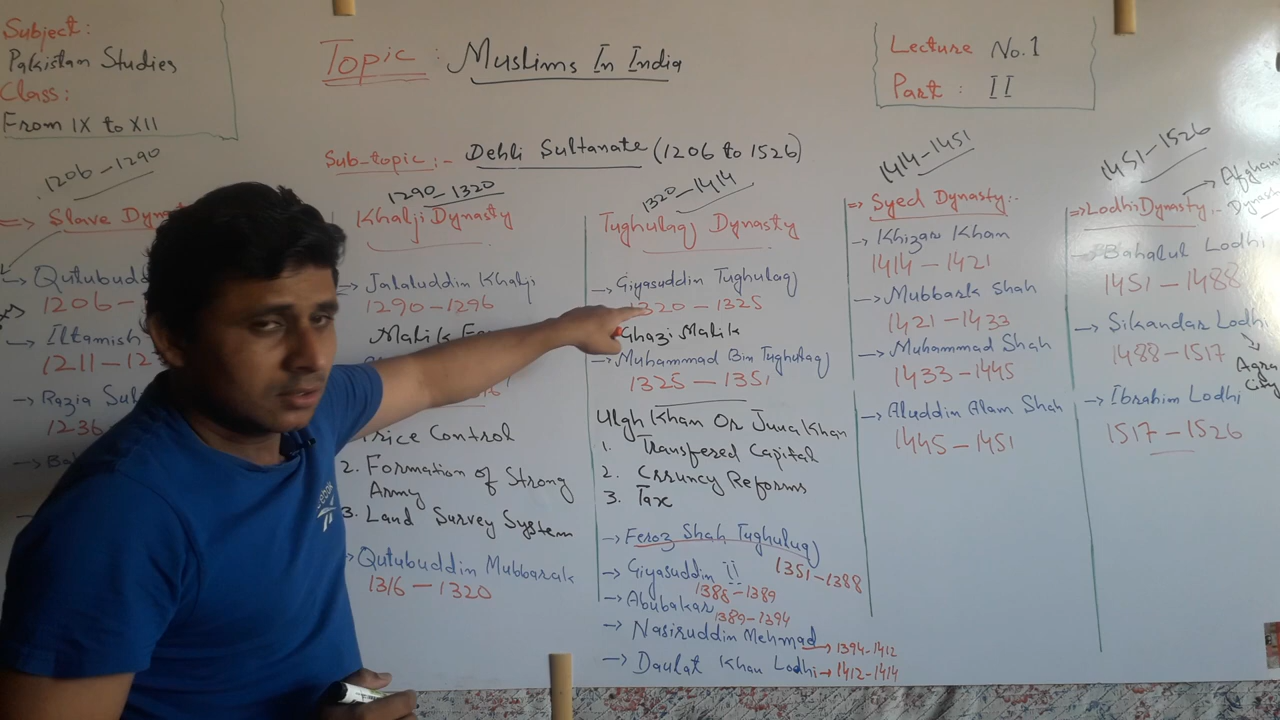 Subject:
Pakistan Studies
Class:
From IX to XII
Topic : Muslims In India
Lecture No.1
Part : II
Sub-topic :- Dehli Sultanate (1206 to 1526)
1206-1290
=> Slave
Qutubudd
1206-
Iltamish
1211-
Razia Sul
1236
1290-1320
Khalji Dynasty
Jalaluddin Khalji
1290-1296
Malik
Price Control
2. Formation of Strong
Army
3. Land Survey System
Qutubuddin Mubbarak
1316-1320
1320-1414
Tughulaq Dynasty
Giyasuddin Tughulaq
1320-1325
Ghazi Malik
Muhammad Bin Tughulaq
1325-1351
Ulgh Khan Or Juna Khan
1. Transfered Capital
2. Crruncy Reforms
3. Tax
Feroz Shah Tughulaq
1351-1388
Giyasuddin II
1388-1389
Abubakar
1389-1394
Nasiruddin Mehmad
1394-1412
Daulat Khan Lodhi
1412-1414
1414-1451
=> Syed Dynasty:-
Khizar Khan
1414-1421
Mubbark Shah
1421-1433
Muhammad Shah
1433-1445
Aluddin Alam Shah
1445-1451
1451-1526
=> Lodhi Dynasty:-
Afghani
Bahalul Lodhi
1451-1488
Sikandar Lodhi
1488-1517
Agra
City
Ibrahim Lodhi
1517-1526